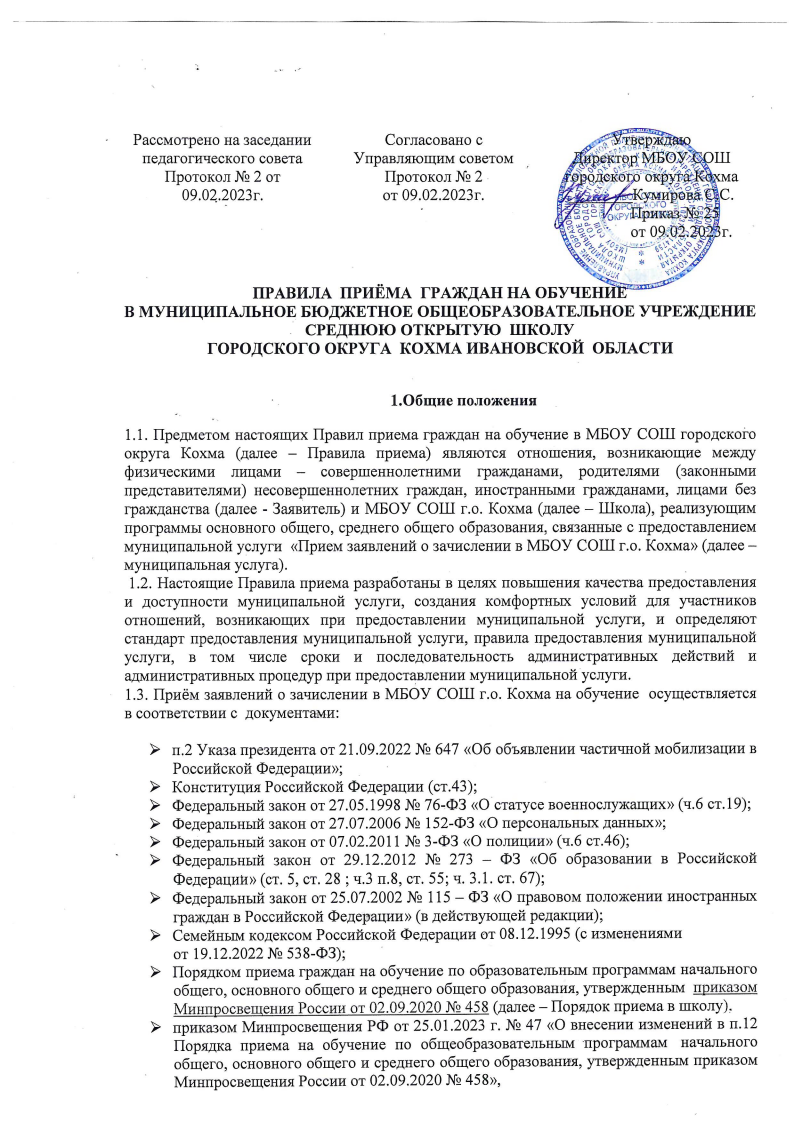 Рассмотрено на заседании
педагогического совета
Протокол № 2 от
09.02.2023г.
Согласовано с
Управляющим советом
Протокол № 2
от 09.02.2023г.
Утверждаю
Директор МБОУ СОШ
городского округа Кохма
Кумирова С.С.
Приказ № 25
от 09.02.2023г.
ПРАВИЛА ПРИЁМА ГРАЖДАН НА ОБУЧЕНИЕ
В МУНИЦИПАЛЬНОЕ БЮДЖЕТНОЕ ОБЩЕОБРАЗОВАТЕЛЬНОЕ УЧРЕЖДЕНИЕ
СРЕДНЮЮ ОТКРЫТУЮ ШКОЛУ
ГОРОДСКОГО ОКРУГА КОХМА ИВАНОВСКОЙ ОБЛАСТИ
1.Общие положения
1.1. Предметом настоящих Правил приема граждан на обучение в МБОУ СОШ городского
округа Кохма (далее – Правила приема) являются отношения, возникающие между
физическими лицами – совершеннолетними гражданами, родителями (законными
представителями) несовершеннолетних граждан, иностранными гражданами, лицами без
гражданства (далее - Заявитель) и МБОУ СОШ г.о. Кохма (далее – Школа), реализующим
программы основного общего, среднего общего образования, связанные с предоставлением
муниципальной услуги «Прием заявлений о зачислении в МБОУ СОШ г.о. Кохма» (далее –
муниципальная услуга).
1.2. Настоящие Правила приема разработаны в целях повышения качества предоставления
и доступности муниципальной услуги, создания комфортных условий для участников
отношений, возникающих при предоставлении муниципальной услуги, и определяют
стандарт предоставления муниципальной услуги, правила предоставления муниципальной
услуги, в том числе сроки и последовательность административных действий и
административных процедур при предоставлении муниципальной услуги.
1.3. Приём заявлений о зачислении в МБОУ СОШ г.о. Кохма на обучение осуществляется
в соответствии с документами:
➢ п.2 Указа президента от 21.09.2022 № 647 «Об объявлении частичной мобилизации в
Российской Федерации»;
➢ Конституция Российской Федерации (ст.43);
➢ Федеральный закон от 27.05.1998 № 76-ФЗ «О статусе военнослужащих» (ч.6 ст.19);
➢ Федеральный закон от 27.07.2006 № 152-ФЗ «О персональных данных»;
➢ Федеральный закон от 07.02.2011 № 3-ФЗ «О полиции» (ч.6 ст.46);
➢ Федеральный закон от 29.12.2012 № 273 – ФЗ «Об образовании в Российской
Федерации» (ст. 5, ст. 28 ; ч.3 п.8, ст. 55; ч. 3.1. ст. 67);
➢ Федеральный закон от 25.07.2002 № 115 – ФЗ «О правовом положении иностранных
граждан в Российской Федерации» (в действующей редакции);
➢ Семейным кодексом Российской Федерации от 08.12.1995 (с изменениями
от 19.12.2022 № 538-ФЗ);
➢ Порядком приема граждан на обучение по образовательным программам начального
общего, основного общего и среднего общего образования, утвержденным приказом
Минпросвещения России от 02.09.2020 № 458 (далее – Порядок приема в школу),
➢ приказом Минпросвещения РФ от 25.01.2023 г. № 47 «О внесении изменений в п.12
Порядка приема на обучение по общеобразовательным программам начального
общего, основного общего и среднего общего образования, утвержденным приказом
Минпросвещения России от 02.09.2020 № 458»,